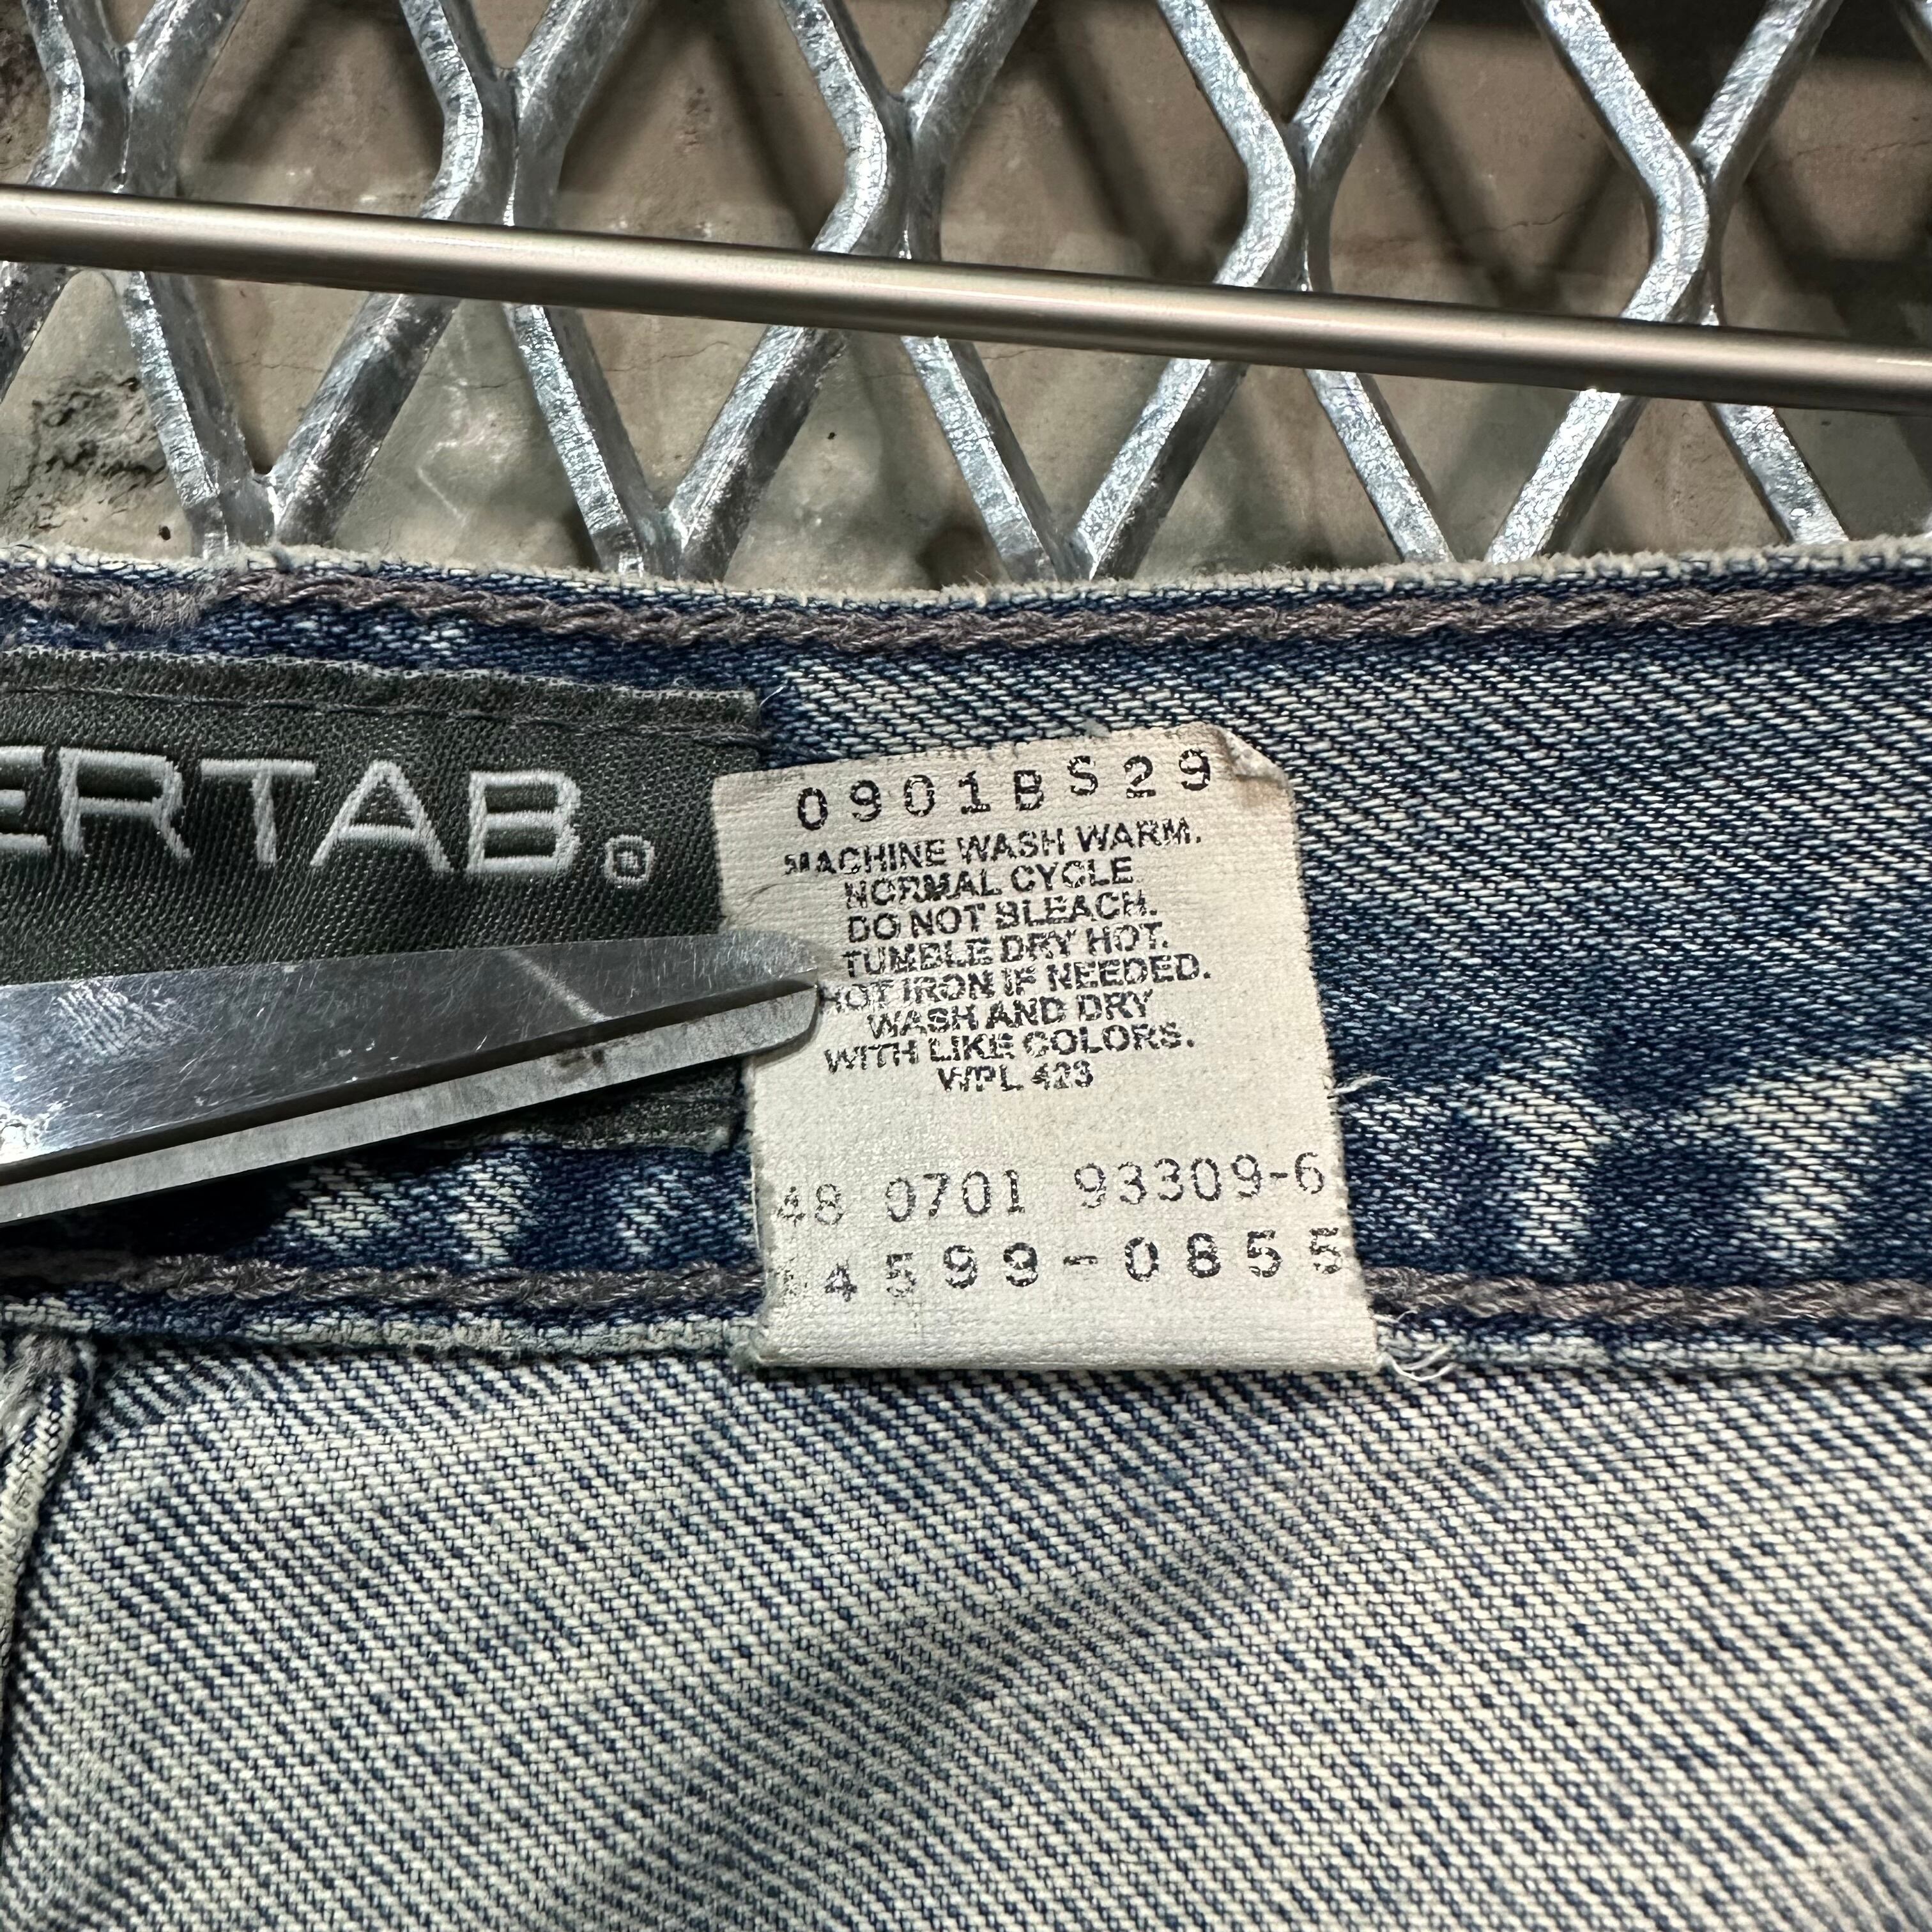 ERTAB®
0901BS29
MACHINE WASH WARM.
NORMAL CYCLE
DO NOT BLEACH.
TUMBLE DRY HOT.
HOT IRON IF NEEDED.
WASH AND DRY
WITH LIKE COLORS.
WPL 423
48 0701 93309-6
4599-0855